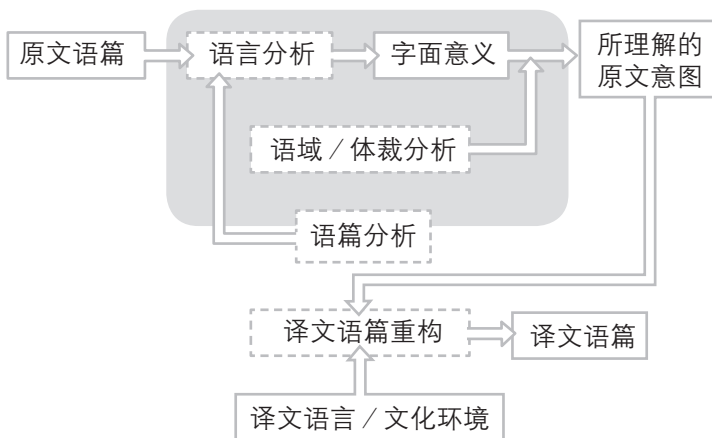 原文语篇
语言分析
字面意义
所理解的
原文意图
语域／体裁分析
语篇分析
译文语篇重构
译文语篇
译文语言／文化环境